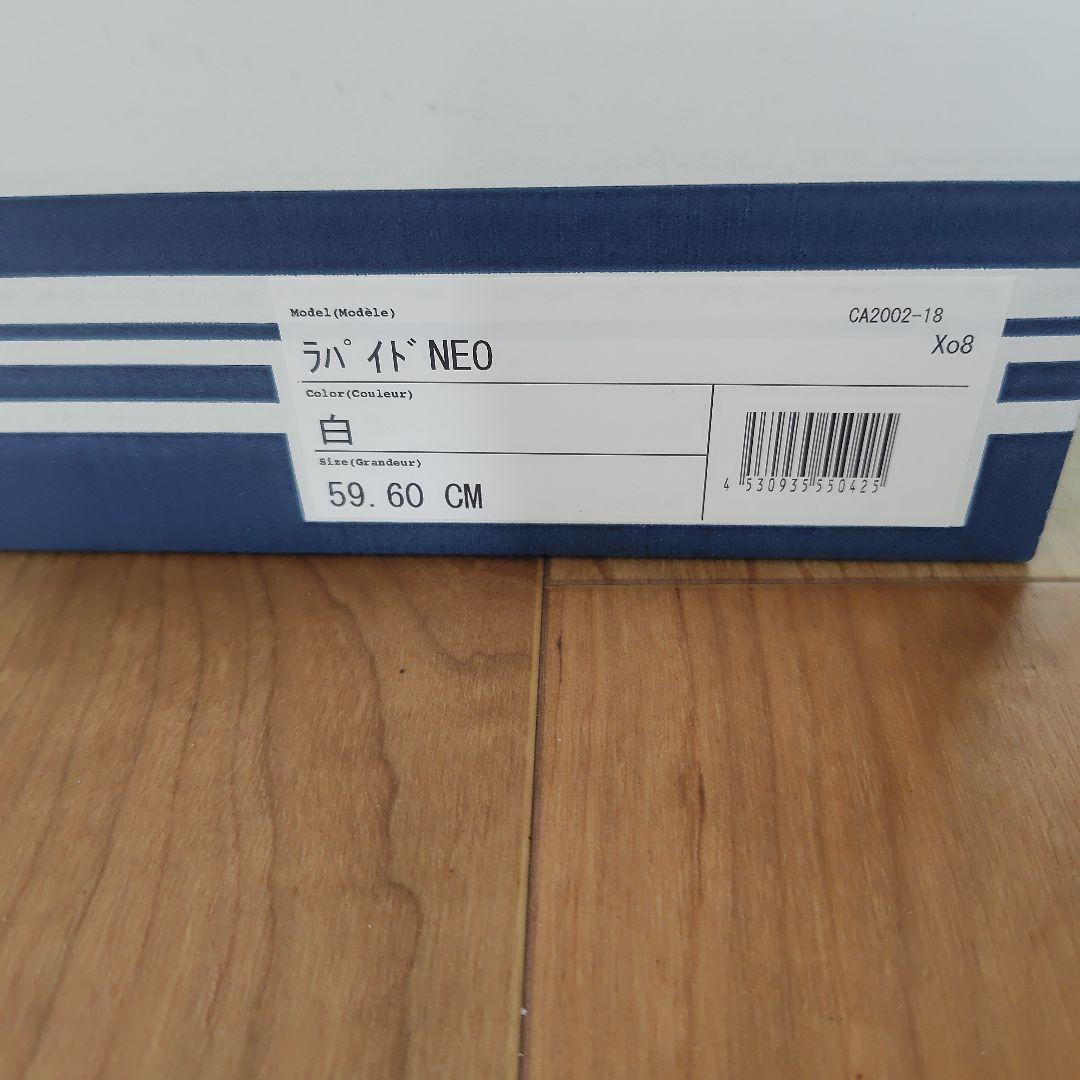 Model(Modèle)
CA2002-18
Xo8
ﾗﾊﾟｲﾄﾞNEO
Color(Couleur)
白
Size(Grandeur)
59.60 CM
4 530935 550425